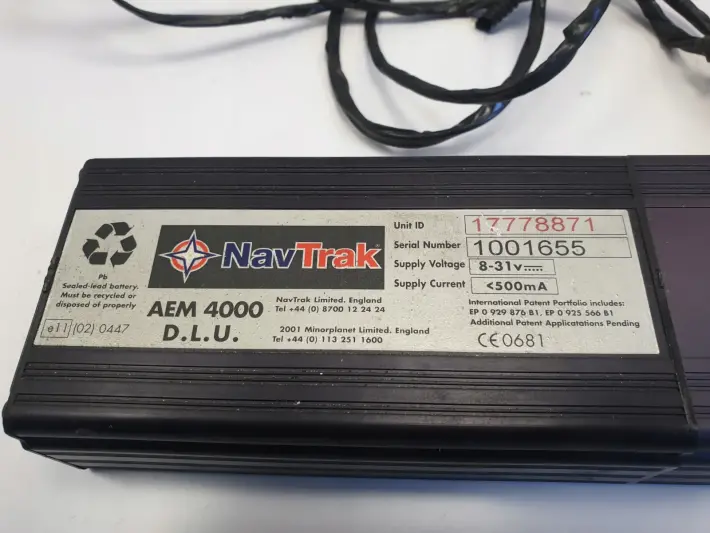 Pb
Sealed-lead battery.
Must be recycled or
disposed of properly
e11 (02) 0447
NavTrak
AEM 4000
D.L.U.
NavTrak Limited. England
Tel +44 (0) 8700 12 24 24
2001 Minorplanet Limited. England
Tel +44 (0) 113 251 1600
Unit ID 17778871
Serial Number 1001655
Supply Voltage 8-31v
Supply Current <500mA
International Patent Portfolio includes:
EP 0 929 876 B1, EP 0 925 566 B1
Additional Patent Applicatations Pending
CE0681